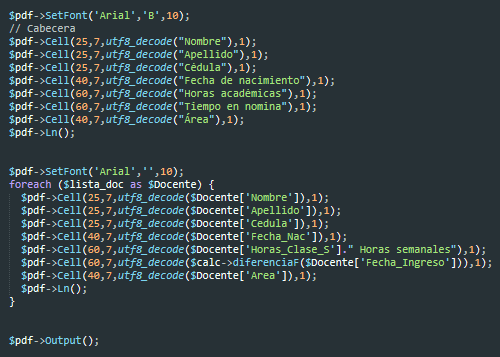 $pdf->SetFont('Arial','B',10);
// Cabecera
$pdf->Cell(25,7,utf8_decode("Nombre"),1);
$pdf->Cell(25,7,utf8_decode("Apellido"),1);
$pdf->Cell(25,7,utf8_decode("Cédula"),1);
$pdf->Cell(40,7,utf8_decode("Fecha de nacimiento"),1);
$pdf->Cell(60,7,utf8_decode("Horas académicas"),1);
$pdf->Cell(60,7,utf8_decode("Tiempo en nomina"),1);
$pdf->Cell(40,7,utf8_decode("Área"),1);
$pdf->Ln();
$pdf->SetFont('Arial','',10);
foreach ($lista_doc as $Docente) {
$pdf->Cell(25,7,utf8_decode($Docente['Nombre']),1);
$pdf->Cell(25,7,utf8_decode($Docente['Apellido']),1);
$pdf->Cell(25,7,utf8_decode($Docente['Cedula']),1);
$pdf->Cell(40,7,utf8_decode($Docente['Fecha_Nac']),1);
$pdf->Cell(60,7,utf8_decode($Docente['Horas_Clase_S']." Horas semanales"),1);
$pdf->Cell(60,7,utf8_decode($calc->diferenciaF($Docente['Fecha_Ingreso'])),1);
$pdf->Cell(40,7,utf8_decode($Docente['Area']),1);
$pdf->Ln();
}
$pdf->Output();